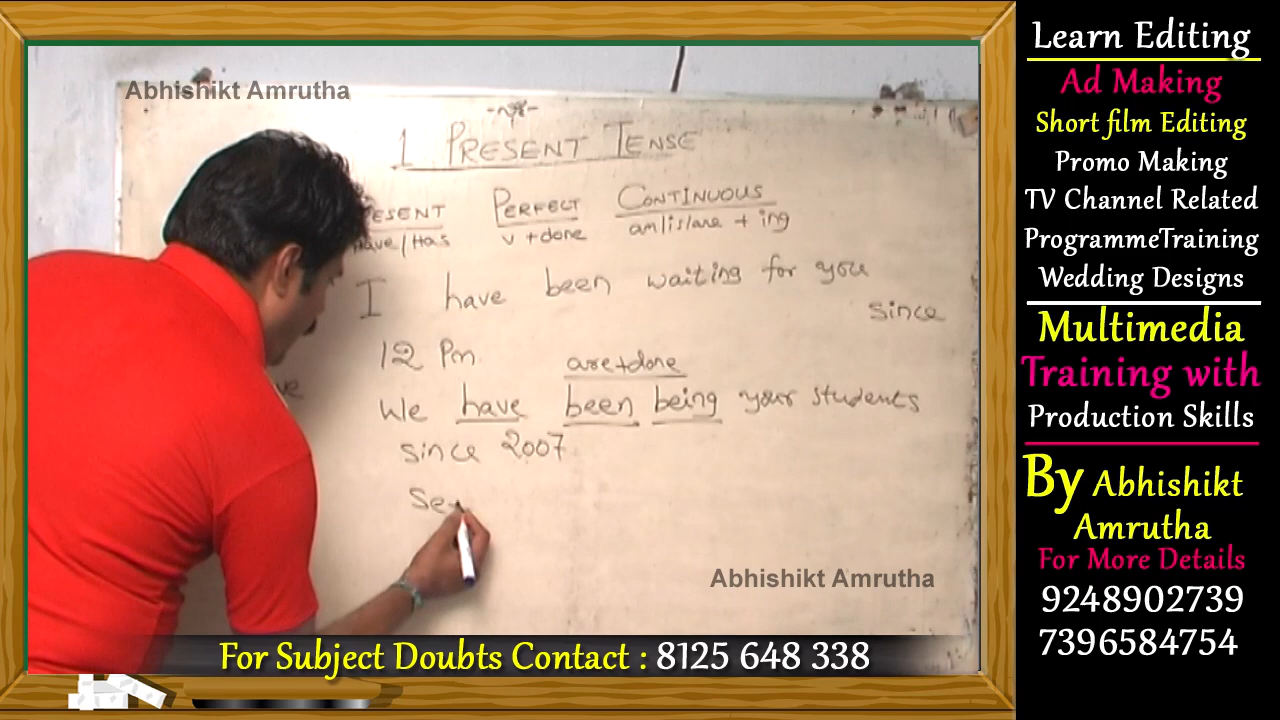 Abhishikt Amrutha
1 PRESENT TENSE
PERFECT CONTINUOUS
Have/Has v+done am/is/are + ing
I have been waiting for you
since
12 Pm
are+done
We have been being your students
since 2007
Abhishikt Amrutha
For Subject Doubts Contact : 8125 648 338
Learn Editing
Ad Making
Short film Editing
Promo Making
TV Channel Related
ProgrammeTraining
Wedding Designs
Multimedia
Training with
Production Skills
By Abhishikt
Amrutha
For More Details
9248902739
7396584754